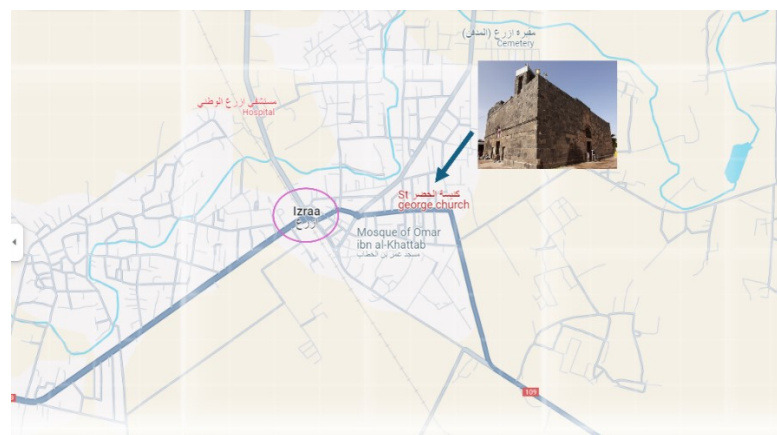 مقبرة ازرع (المدفن)
Cemetery
مستشفى ازرع الوطني
Hospital
كنيسة الخضر St
george church
Izraa
ازرع
Mosque of Omar
ibn al-Khattab
مسجد عمر بن الخطاب
109